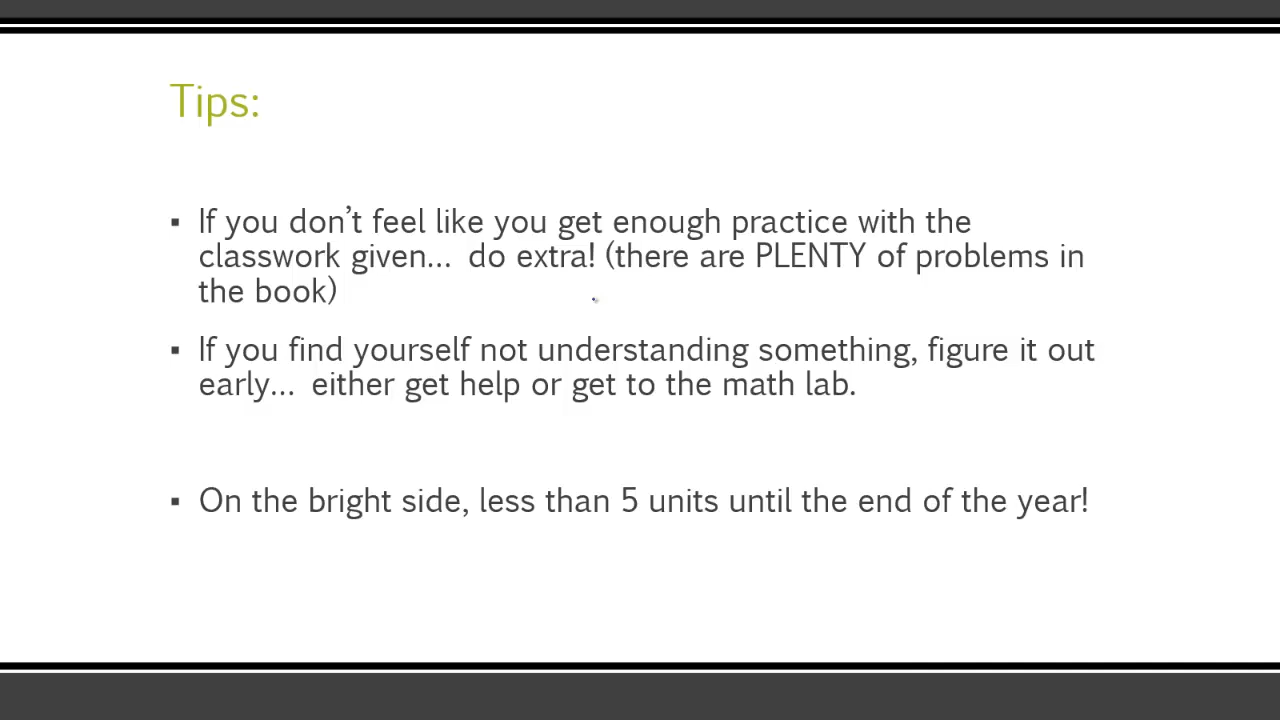 Tips:
▪ If you don’t feel like you get enough practice with the
classwork given... do extra! (there are PLENTY of problems in
the book)
▪ If you find yourself not understanding something, figure it out
early... either get help or get to the math lab.
▪ On the bright side, less than 5 units until the end of the year!